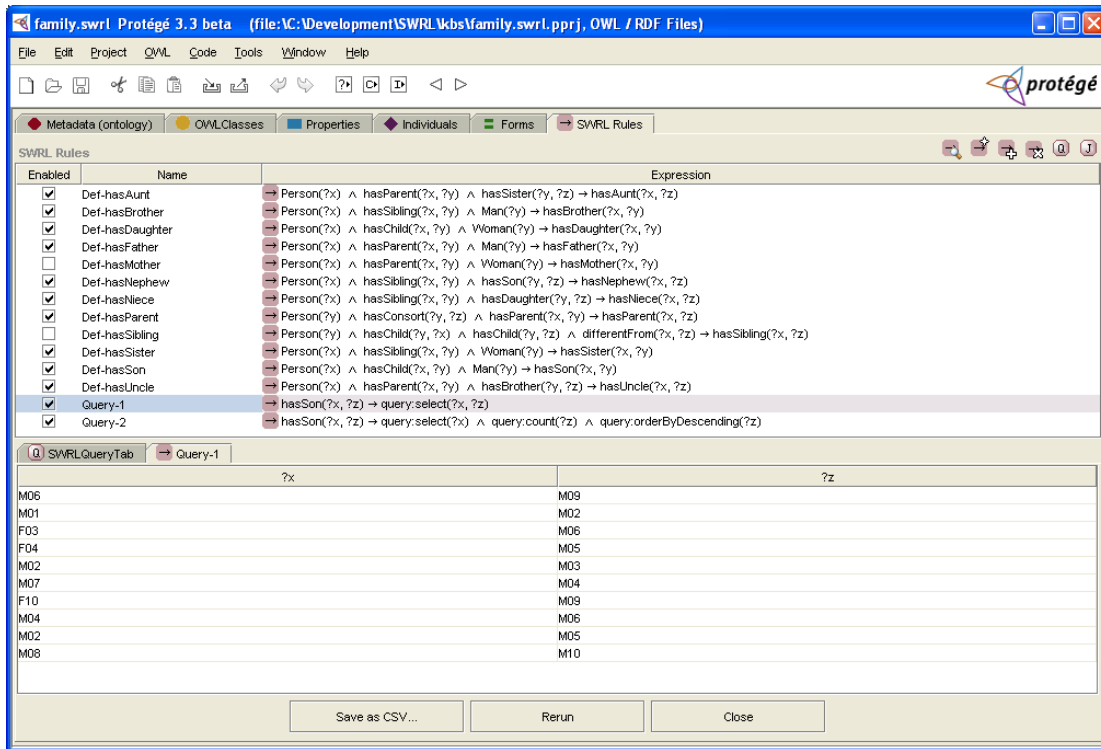 family.swrl Protégé 3.3 beta (file:\C:\Development\SWRL\kbs\family.swrl.pprj, OWL / RDF Files)
File Edit Project OWL Code Tools Window Help
protégé
Metadata (ontology) OWLClasses Properties Individuals Forms → SWRL Rules
SWRL Rules
Enabled Name Expression
Def-hasAunt → Person(?x) ∧ hasParent(?x, ?y) ∧ hasSister(?y, ?z) → hasAunt(?x, ?z)
Def-hasBrother → Person(?x) ∧ hasSibling(?x, ?y) ∧ Man(?y) → hasBrother(?x, ?y)
Def-hasDaughter → Person(?x) ∧ hasChild(?x, ?y) ∧ Woman(?y) → hasDaughter(?x, ?y)
Def-hasFather → Person(?x) ∧ hasParent(?x, ?y) ∧ Man(?y) → hasFather(?x, ?y)
Def-hasMother → Person(?x) ∧ hasParent(?x, ?y) ∧ Woman(?y) → hasMother(?x, ?y)
Def-hasNephew → Person(?x) ∧ hasSibling(?x, ?y) ∧ hasSon(?y, ?z) → hasNephew(?x, ?z)
Def-hasNiece → Person(?x) ∧ hasSibling(?x, ?y) ∧ hasDaughter(?y, ?z) → hasNiece(?x, ?z)
Def-hasParent → Person(?y) ∧ hasConsort(?y, ?z) ∧ hasParent(?x, ?y) → hasParent(?x, ?z)
Def-hasSibling → Person(?y) ∧ hasChild(?y, ?x) ∧ hasChild(?y, ?z) ∧ differentFrom(?x, ?z) → hasSibling(?x, ?z)
Def-hasSister → Person(?x) ∧ hasSibling(?x, ?y) ∧ Woman(?y) → hasSister(?x, ?y)
Def-hasSon → Person(?x) ∧ hasChild(?x, ?y) ∧ Man(?y) → hasSon(?x, ?y)
Def-hasUncle → Person(?x) ∧ hasParent(?x, ?y) ∧ hasBrother(?y, ?z) → hasUncle(?x, ?z)
Query-1 → hasSon(?x, ?z) → query:select(?x, ?z)
Query-2 → hasSon(?x, ?z) → query:select(?x) ∧ query:count(?z) ∧ query:orderByDescending(?z)
Q SWRLQueryTab → Query-1
?x ?z
M06 M09
M01 M02
F03 M06
F04 M05
M02 M03
M07 M04
F10 M09
M04 M06
M02 M05
M08 M10
Save as CSV... Rerun Close